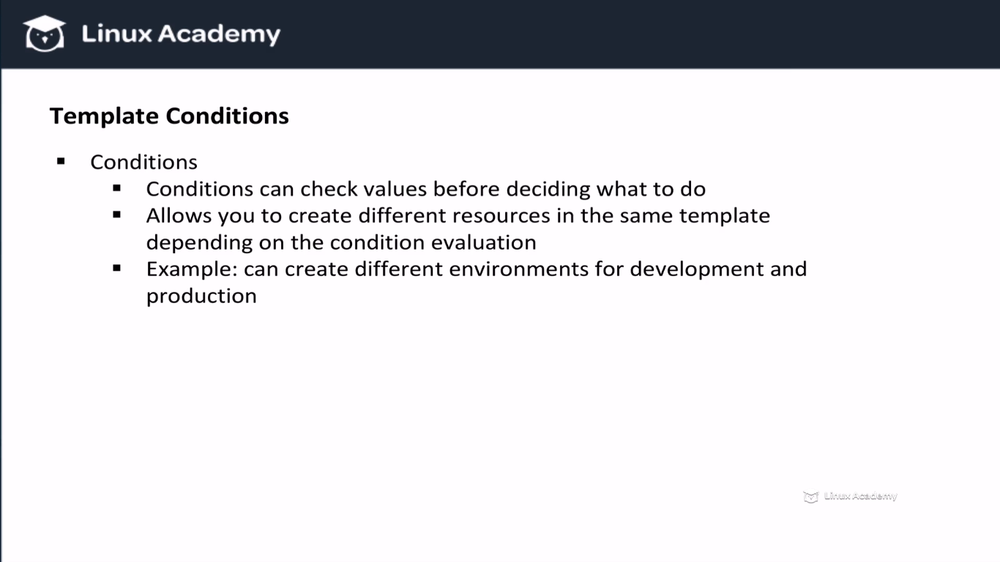 Linux Academy
Template Conditions
▪ Conditions
▪ Conditions can check values before deciding what to do
▪ Allows you to create different resources in the same template
depending on the condition evaluation
▪ Example: can create different environments for development and
production
Linux Academy